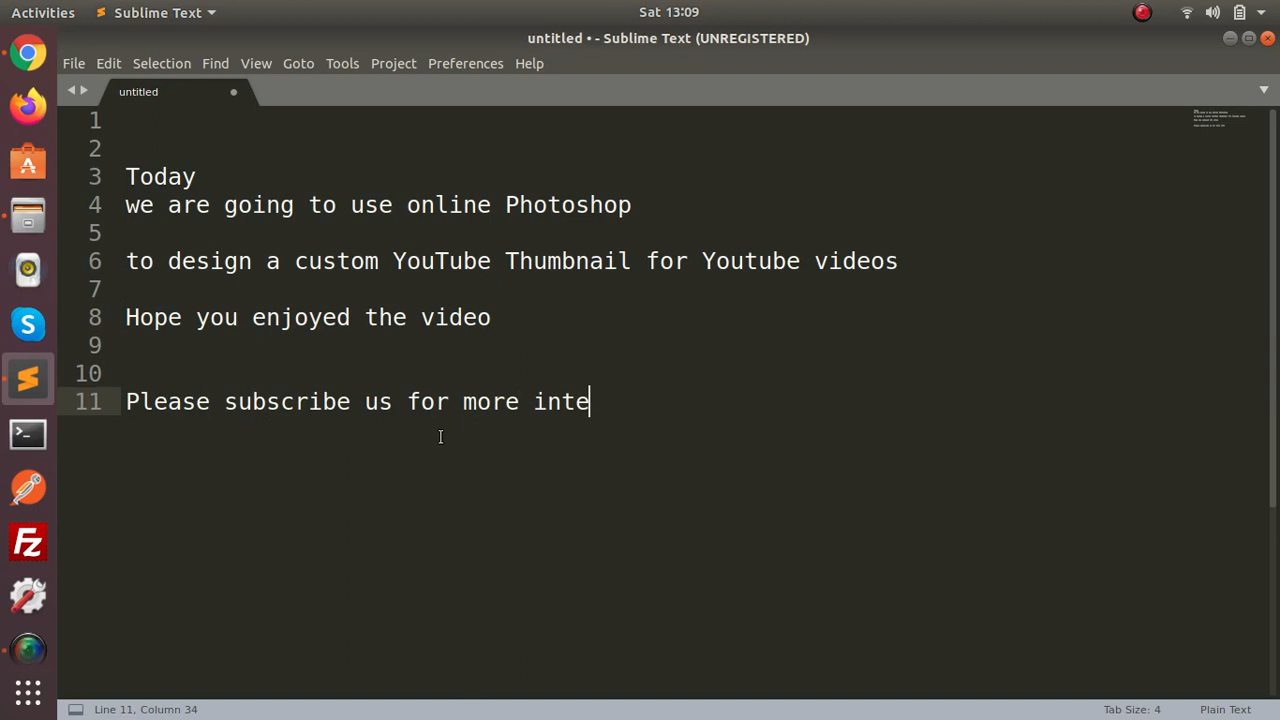 Activities
Sublime Text
Sat 13:09
untitled • - Sublime Text (UNREGISTERED)
File Edit Selection Find View Goto Tools Project Preferences Help
untitled
1
2
3 Today
4 we are going to use online Photoshop
5
6 to design a custom YouTube Thumbnail for Youtube videos
7
8 Hope you enjoyed the video
9
10
11 Please subscribe us for more inte
Line 11, Column 34
Tab Size: 4
Plain Text